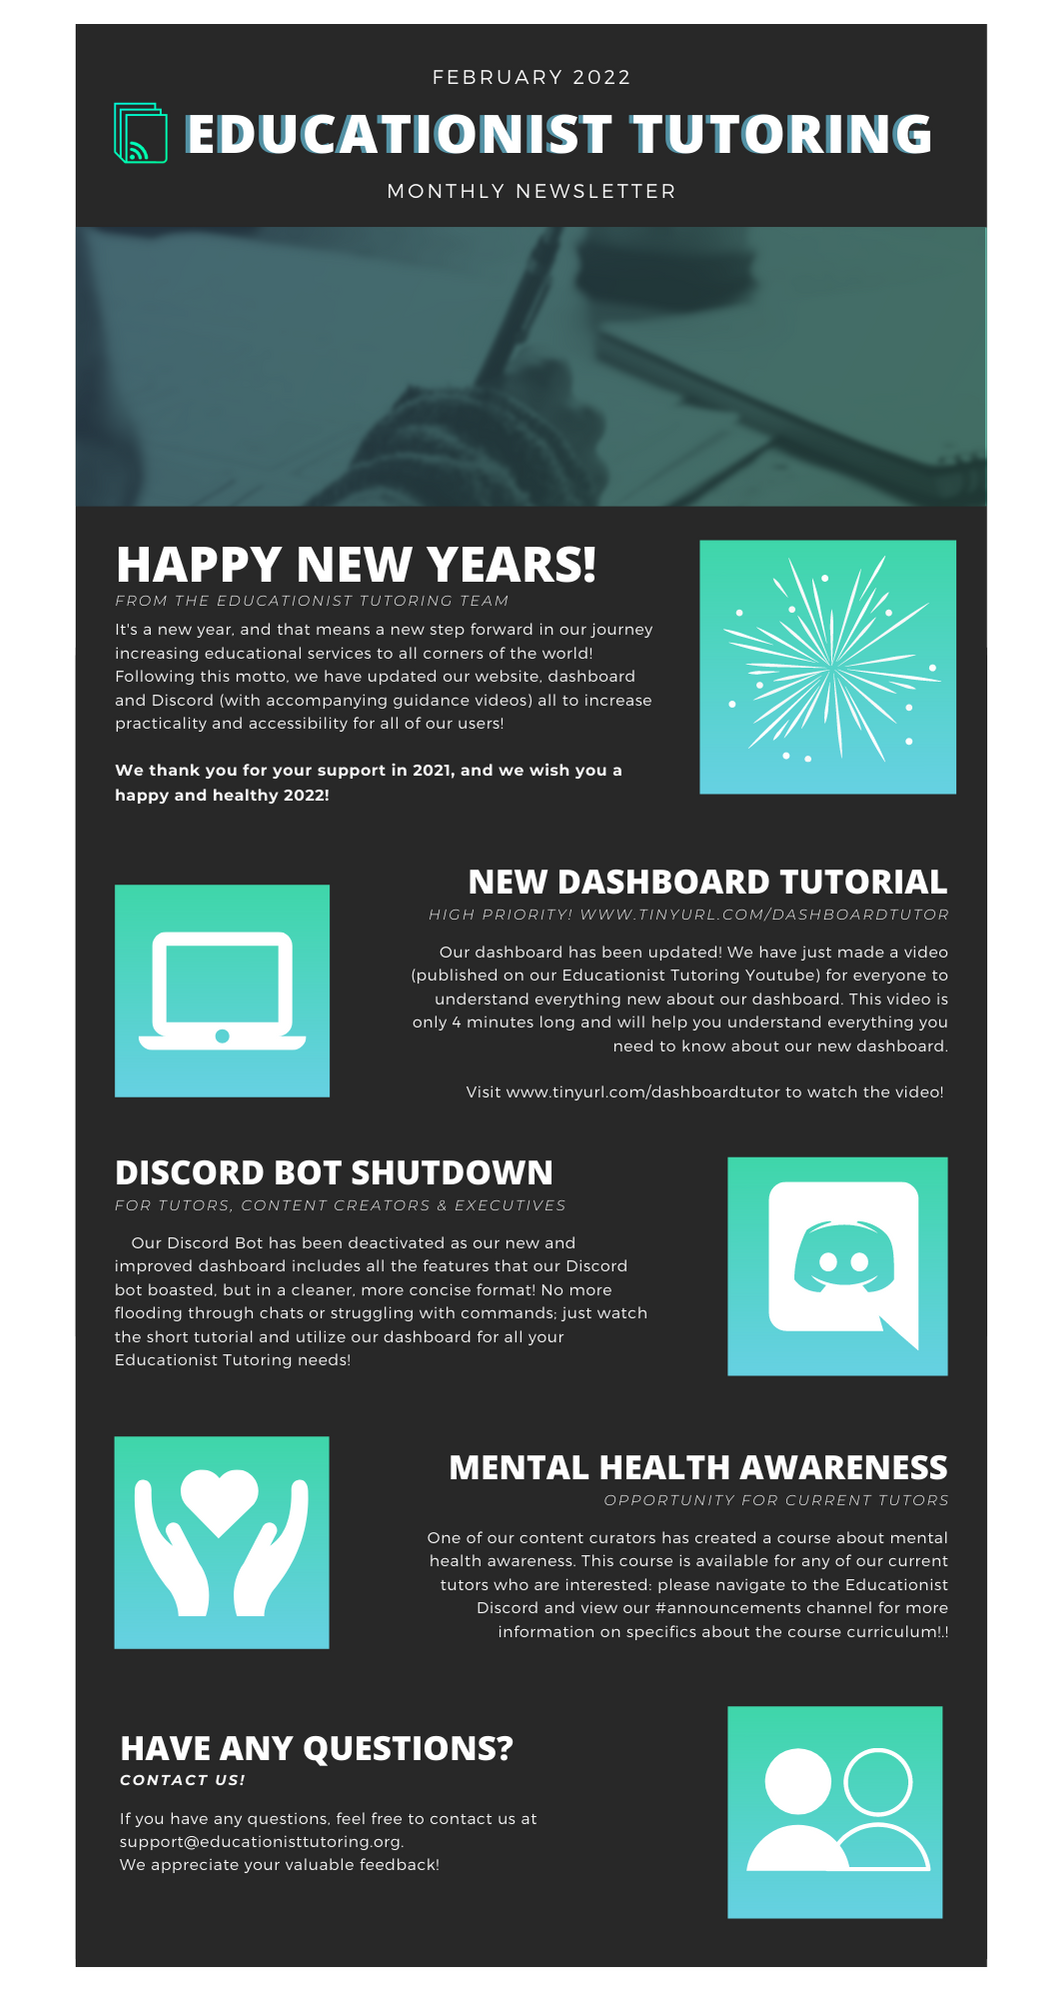 FEBRUARY 2022
EDUCATIONIST TUTORING
MONTHLY NEWSLETTER
HAPPY NEW YEARS!
FROM THE EDUCATIONIST TUTORING TEAM
It's a new year, and that means a new step forward in our journey
increasing educational services to all corners of the world!
Following this motto, we have updated our website, dashboard
and Discord (with accompanying guidance videos) all to increase
practicality and accessibility for all of our users!
We thank you for your support in 2021, and we wish you a
happy and healthy 2022!
NEW DASHBOARD TUTORIAL
HIGH PRIORITY! WWW.TINYURL.COM/DASHBOARDTUTOR
Our dashboard has been updated! We have just made a video
(published on our Educationist Tutoring Youtube) for everyone to
understand everything new about our dashboard. This video is
only 4 minutes long and will help you understand everything you
need to know about our new dashboard.
Visit www.tinyurl.com/dashboardtutor to watch the video!
DISCORD BOT SHUTDOWN
FOR TUTORS, CONTENT CREATORS & EXECUTIVES
Our Discord Bot has been deactivated as our new and
improved dashboard includes all the features that our Discord
bot boasted, but in a cleaner, more concise format! No more
flooding through chats or struggling with commands; just watch
the short tutorial and utilize our dashboard for all your
Educationist Tutoring needs!
MENTAL HEALTH AWARENESS
OPPORTUNITY FOR CURRENT TUTORS
One of our content curators has created a course about mental
health awareness. This course is available for any of our current
tutors who are interested: please navigate to the Educationist
Discord and view our #announcements channel for more
information on specifics about the course curriculum!.!
HAVE ANY QUESTIONS?
CONTACT US!
If you have any questions, feel free to contact us at
support@educationisttutoring.org.
We appreciate your valuable feedback!